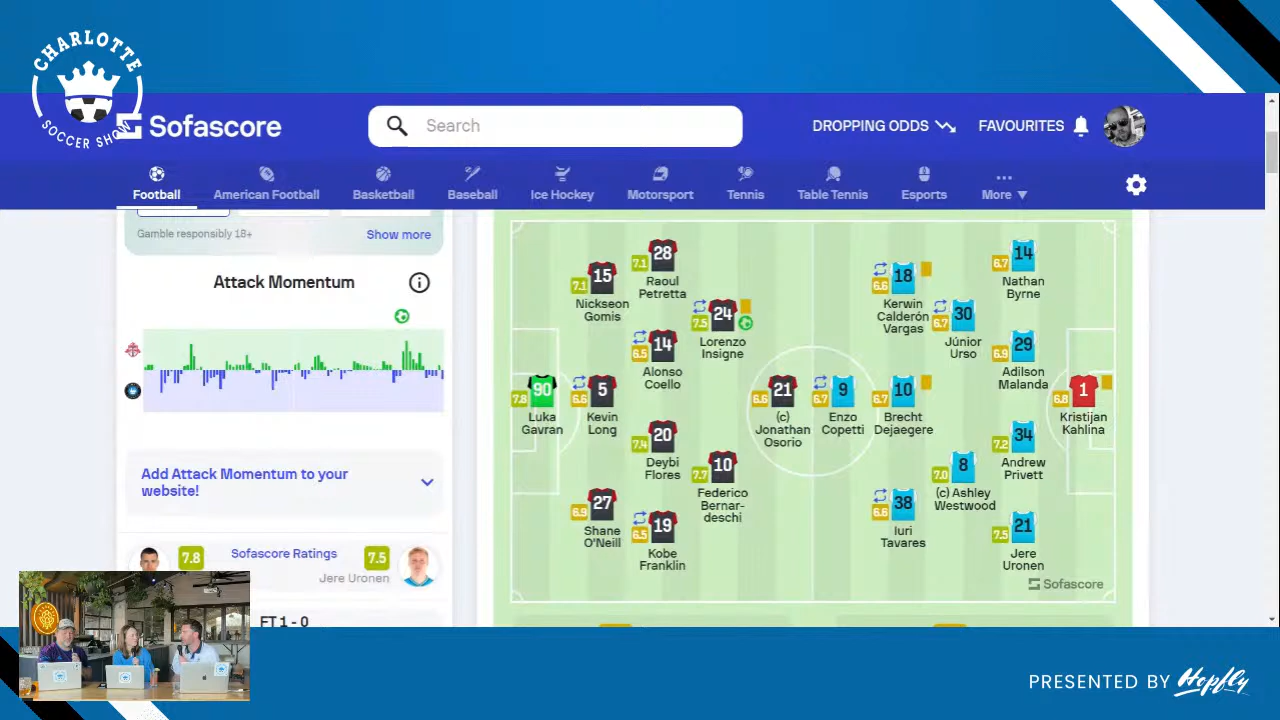 CHARLOTTE
SOCCER SHOW
Sofascore
Search
DROPPING ODDS
FAVOURITES
Football
American Football
Basketball
Baseball
Ice Hockey
Motorsport
Tennis
Table Tennis
Esports
More
Gamble responsibly 18+
Show more
Attack Momentum
Add Attack Momentum to your
website!
7.8
Sofascore Ratings
7.5
Jere Uronen
FT 1 - 0
90
7.8
Luka
Gavran
15
7.1
Nickseon
Gomis
5
6.6
Kevin
Long
27
6.9
Shane
O'Neill
28
7.1
Raoul
Petretta
14
6.5
Alonso
Coello
20
7.4
Deybi
Flores
19
6.5
Kobe
Franklin
24
7.5
Lorenzo
Insigne
10
7.7
Federico
Bernar-
deschi
21
6.6
(c)
Jonathan
Osorio
9
6.7
Enzo
Copetti
18
6.6
Kerwin
Calderón
Vargas
10
6.7
Brecht
Dejaegere
38
6.6
Iuri
Tavares
30
6.7
Júnior
Urso
8
7.0
(c) Ashley
Westwood
14
6.7
Nathan
Byrne
29
6.9
Adilson
Malanda
34
7.2
Andrew
Privett
21
7.5
Jere
Uronen
1
6.8
Kristijan
Kahlina
Sofascore
PRESENTED BY Hopfly